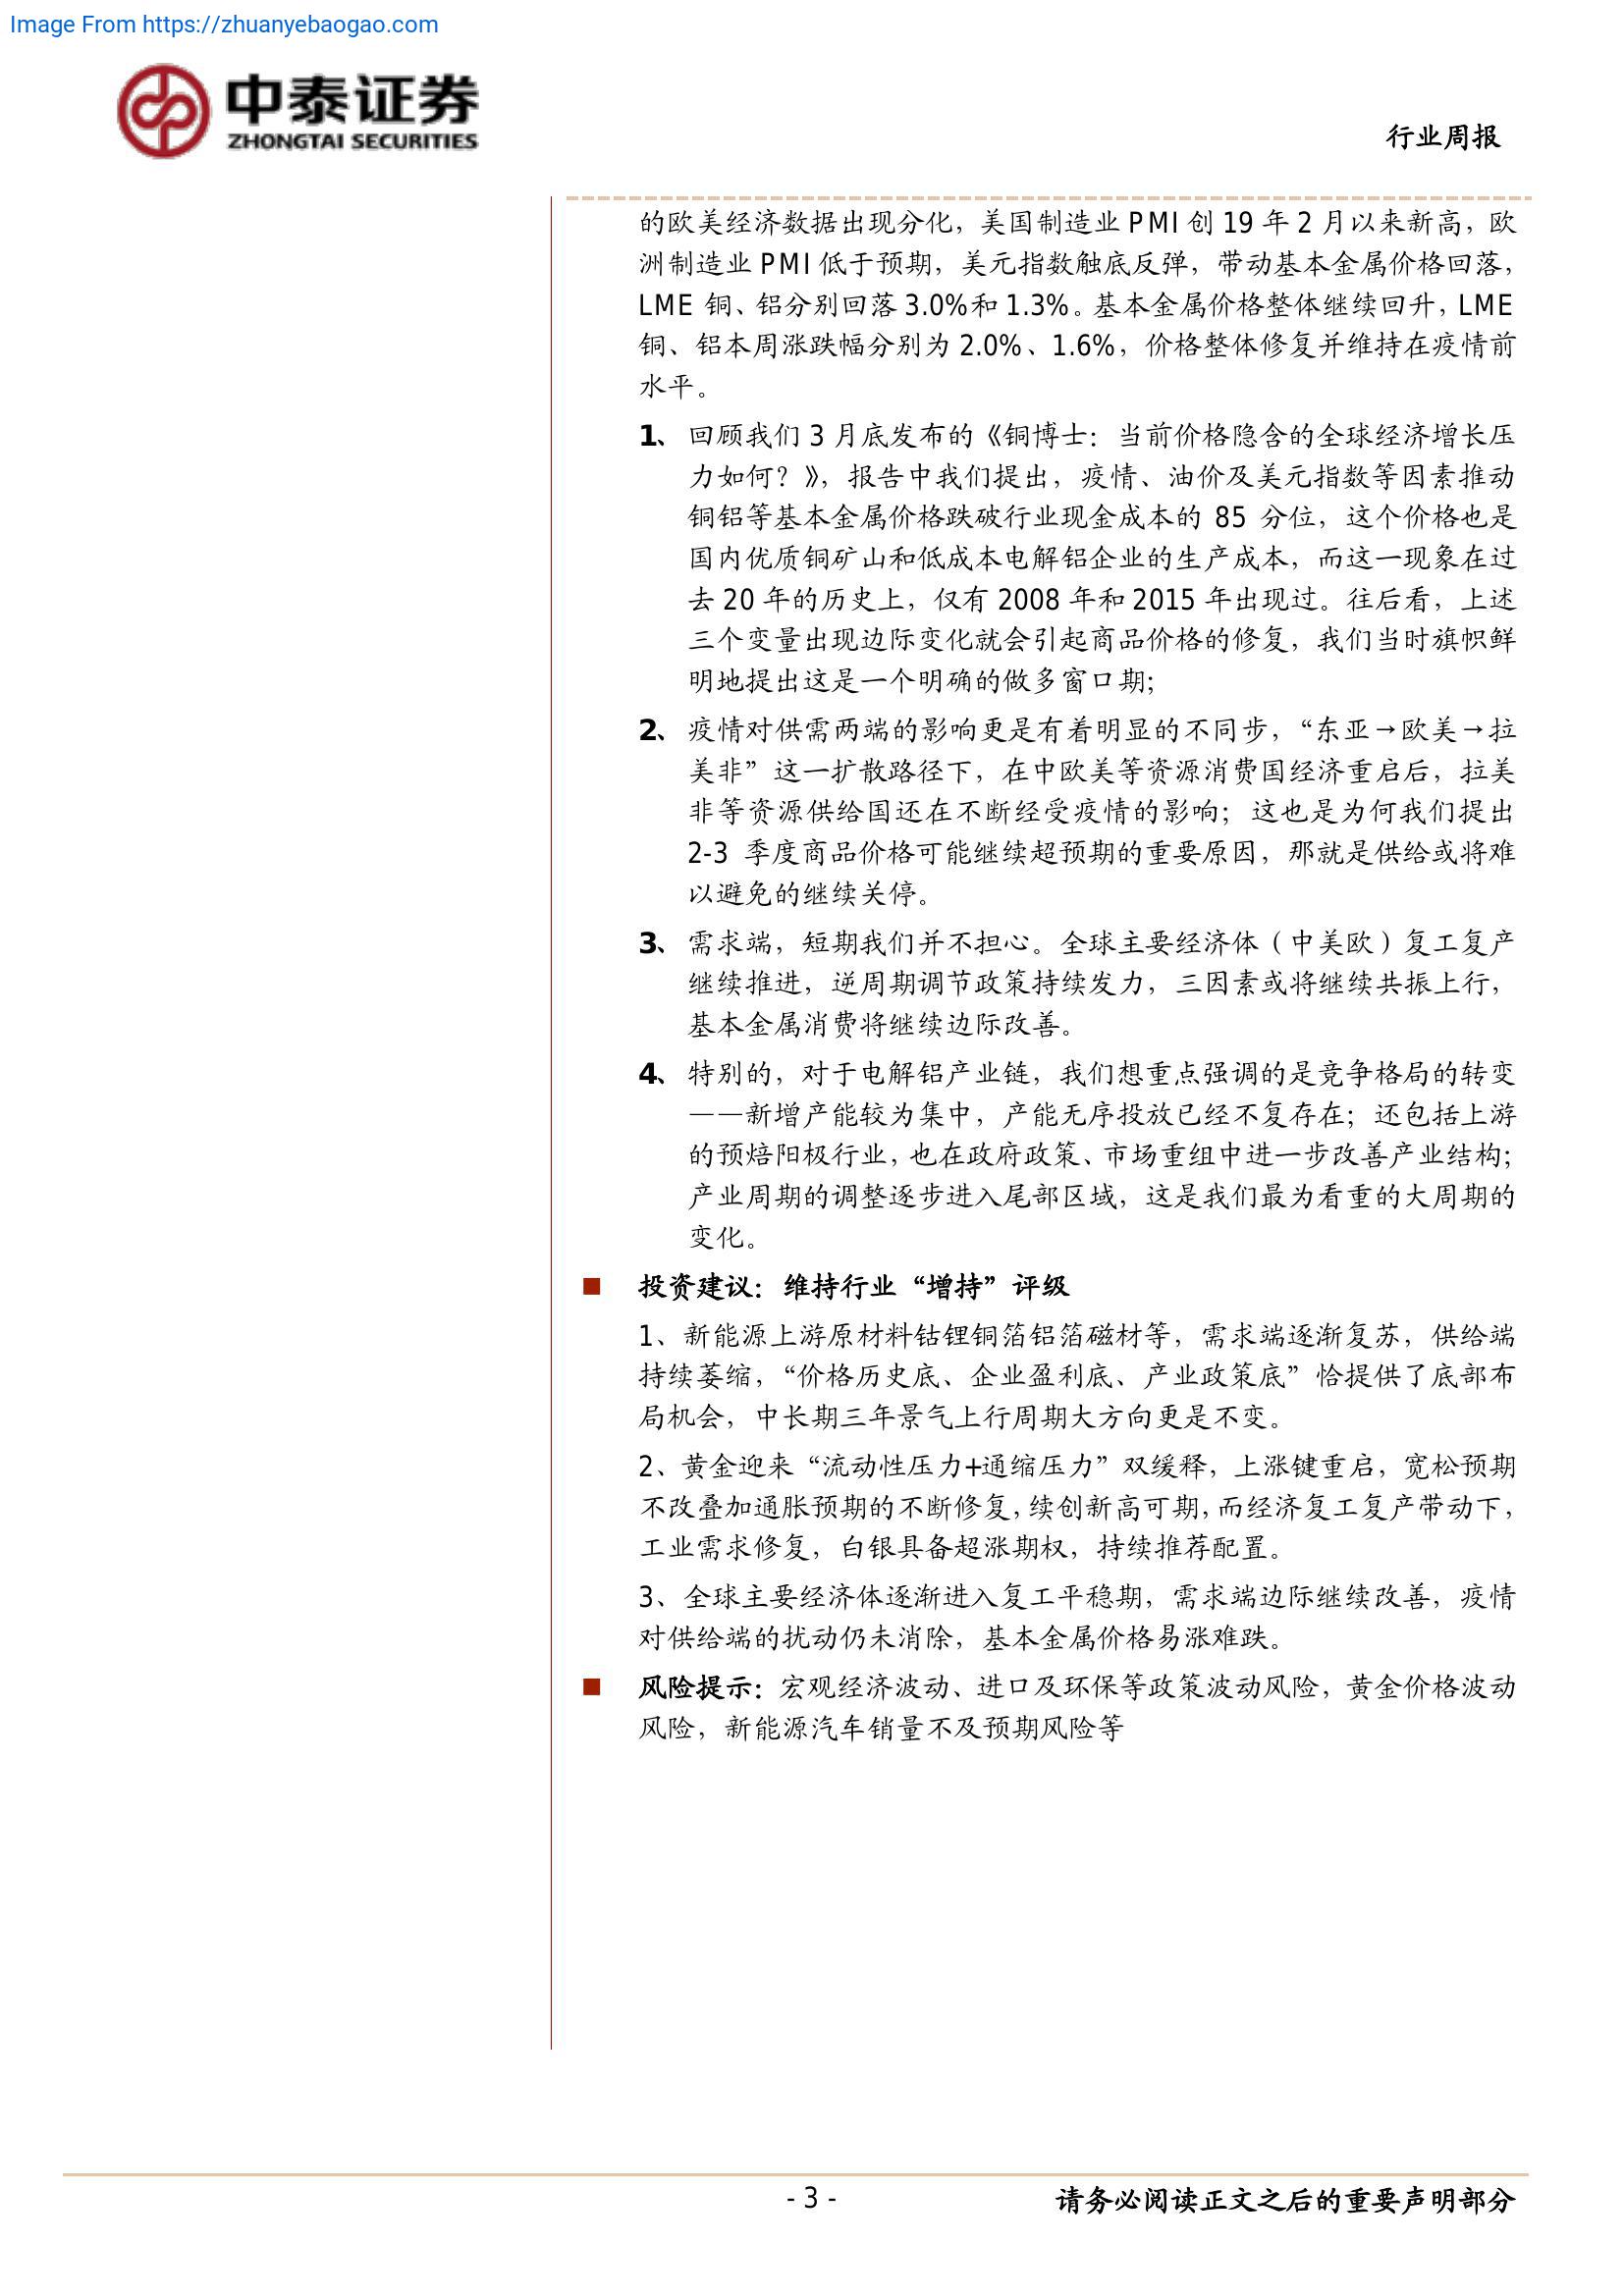 Image From https://zhuanyebaogao.com
中泰证券
ZHONGTAI SECURITIES
行业周报
的欧美经济数据出现分化，美国制造业 PMI 创 19 年 2 月以来新高，欧
洲制造业 PMI 低于预期，美元指数触底反弹，带动基本金属价格回落，
LME 铜、铝分别回落 3.0%和 1.3%。基本金属价格整体继续回升，LME
铜、铝本周涨跌幅分别为 2.0%、1.6%，价格整体修复并维持在疫情前
水平。
1、 回顾我们 3 月底发布的《铜博士：当前价格隐含的全球经济增长压
力如何？》，报告中我们提出，疫情、油价及美元指数等因素推动
铜铝等基本金属价格跌破行业现金成本的 85 分位，这个价格也是
国内优质铜矿山和低成本电解铝企业的生产成本，而这一现象在过
去 20 年的历史上，仅有 2008 年和 2015 年出现过。往后看，上述
三个变量出现边际变化就会引起商品价格的修复，我们当时旗帜鲜
明地提出这是一个明确的做多窗口期；
2、 疫情对供需两端的影响更是有着明显的不同步，“东亚→欧美→拉
美非”这一扩散路径下，在中欧美等资源消费国经济重启后，拉美
非等资源供给国还在不断经受疫情的影响；这也是为何我们提出
2-3 季度商品价格可能继续超预期的重要原因，那就是供给或将难
以避免的继续关停。
3、 需求端，短期我们并不担心。全球主要经济体（中美欧）复工复产
继续推进，逆周期调节政策持续发力，三因素或将继续共振上行，
基本金属消费将继续边际改善。
4、 特别的，对于电解铝产业链，我们想重点强调的是竞争格局的转变
——新增产能较为集中，产能无序投放已经不复存在；还包括上游
的预焙阳极行业，也在政府政策、市场重组中进一步改善产业结构；
产业周期的调整逐步进入尾部区域，这是我们最为看重的大周期的
变化。
■ 投资建议：维持行业“增持”评级
1、新能源上游原材料钴锂铜箔铝箔磁材等，需求端逐渐复苏，供给端
持续萎缩，“价格历史底、企业盈利底、产业政策底”恰提供了底部布
局机会，中长期三年景气上行周期大方向更是不变。
2、黄金迎来“流动性压力+通缩压力”双缓释，上涨键重启，宽松预期
不改叠加通胀预期的不断修复，续创新高可期，而经济复工复产带动下，
工业需求修复，白银具备超涨期权，持续推荐配置。
3、全球主要经济体逐渐进入复工平稳期，需求端边际继续改善，疫情
对供给端的扰动仍未消除，基本金属价格易涨难跌。
■ 风险提示：宏观经济波动、进口及环保等政策波动风险，黄金价格波动
风险，新能源汽车销量不及预期风险等
- 3 -
请务必阅读正文之后的重要声明部分